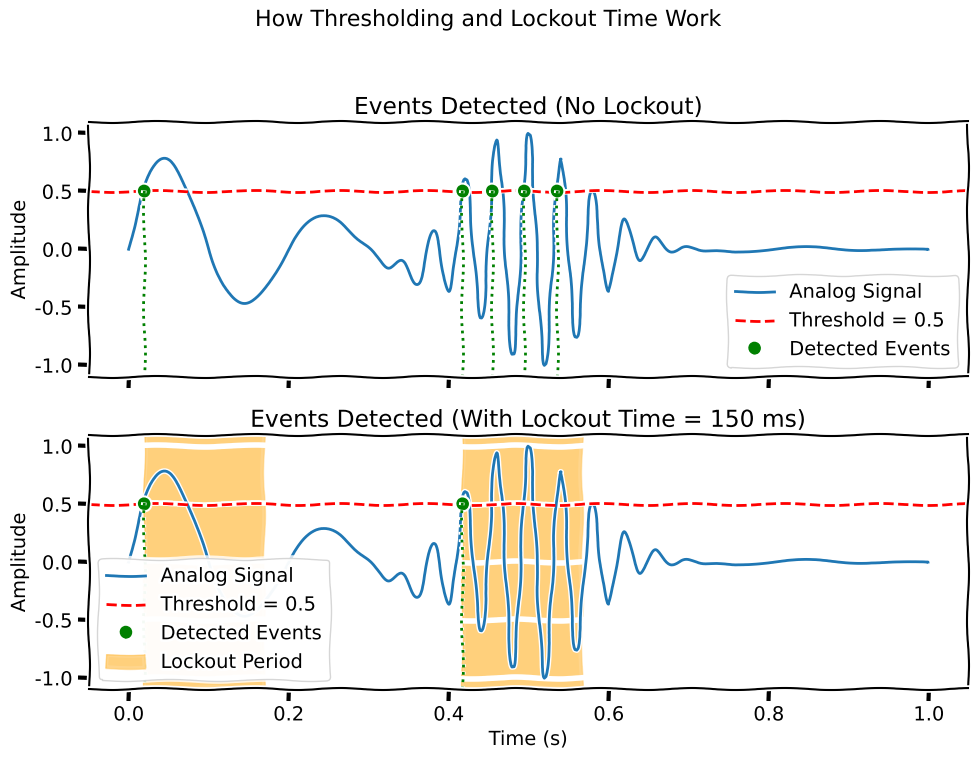 How Thresholding and Lockout Time Work
Events Detected (No Lockout)
1.0
0.5
0.0
-0.5
-1.0
Amplitude
Analog Signal
Threshold = 0.5
Detected Events
Events Detected (With Lockout Time = 150 ms)
1.0
0.5
0.0
-0.5
-1.0
Amplitude
Analog Signal
Threshold = 0.5
Detected Events
Lockout Period
0.0 0.2 0.4 0.6 0.8 1.0
Time (s)